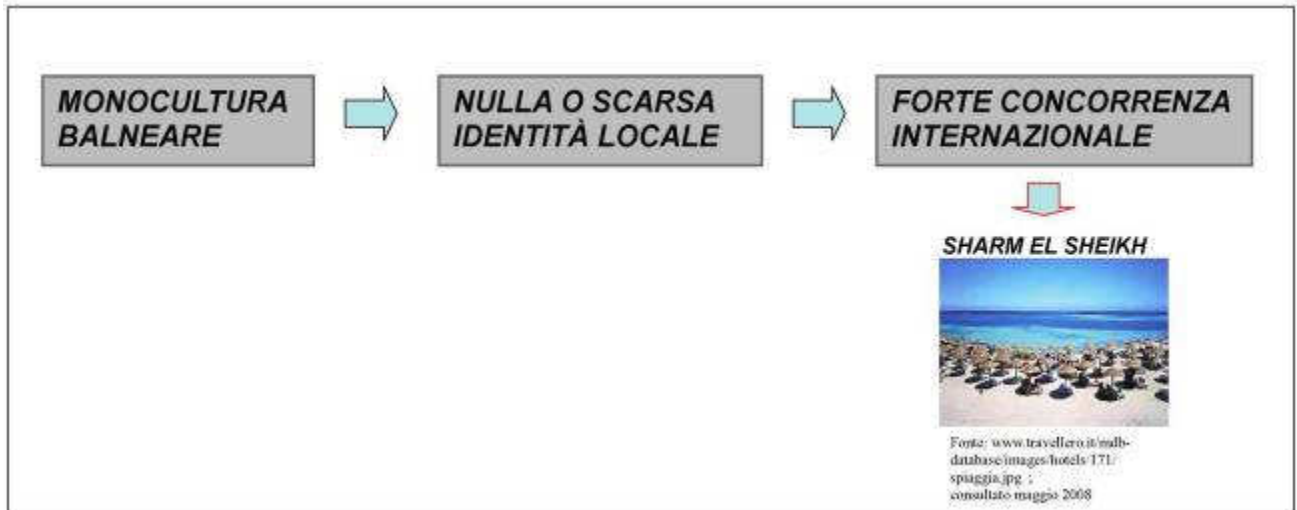 MONOCULTURA
BALNEARE
NULLA O SCARSA
IDENTITÀ LOCALE
FORTE CONCORRENZA
INTERNAZIONALE
SHARM EL SHEIKH
Fonte: www.travellero.it/mdb-
database/images/hotels/171/
spiaggia.jpg ;
consultato maggio 2008